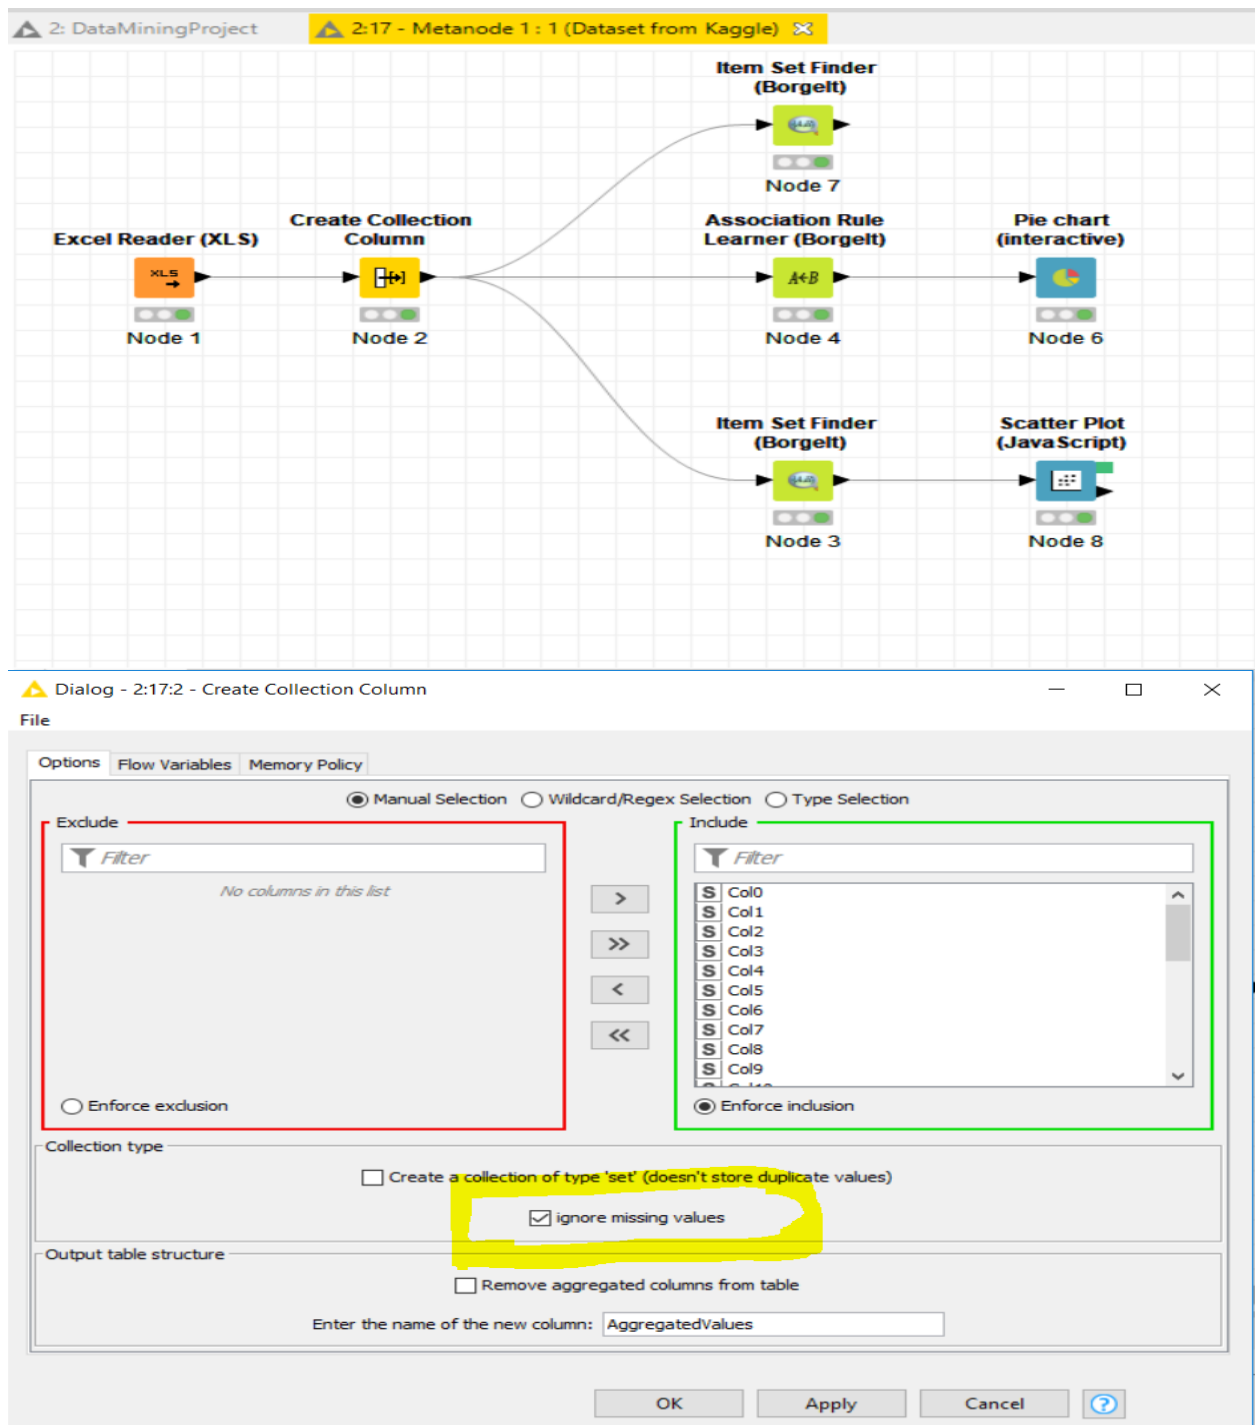 2: DataMiningProject
2:17 - Metanode 1 : 1 (Dataset from Kaggle)
Item Set Finder
(Borgelt)
Node 7
Excel Reader (XLS)
XLS
Node 1
Create Collection
Column
Node 2
Association Rule
Learner (Borgelt)
A+B
Node 4
Pie chart
(interactive)
Node 6
Item Set Finder
(Borgelt)
Node 3
Scatter Plot
(JavaScript)
Node 8
Dialog - 2:17:2 - Create Collection Column
File
Options Flow Variables Memory Policy
Manual Selection Wildcard/Regex Selection Type Selection
Exclude
Filter
No columns in this list
Enforce exclusion
>
>>
<
<<
Include
Filter
S Col0
S Col1
S Col2
S Col3
S Col4
S Col5
S Col6
S Col7
S Col8
S Col9
Enforce inclusion
Collection type
Create a collection of type 'set' (doesn't store duplicate values)
ignore missing values
Output table structure
Remove aggregated columns from table
Enter the name of the new column: AggregatedValues
OK Apply Cancel ?